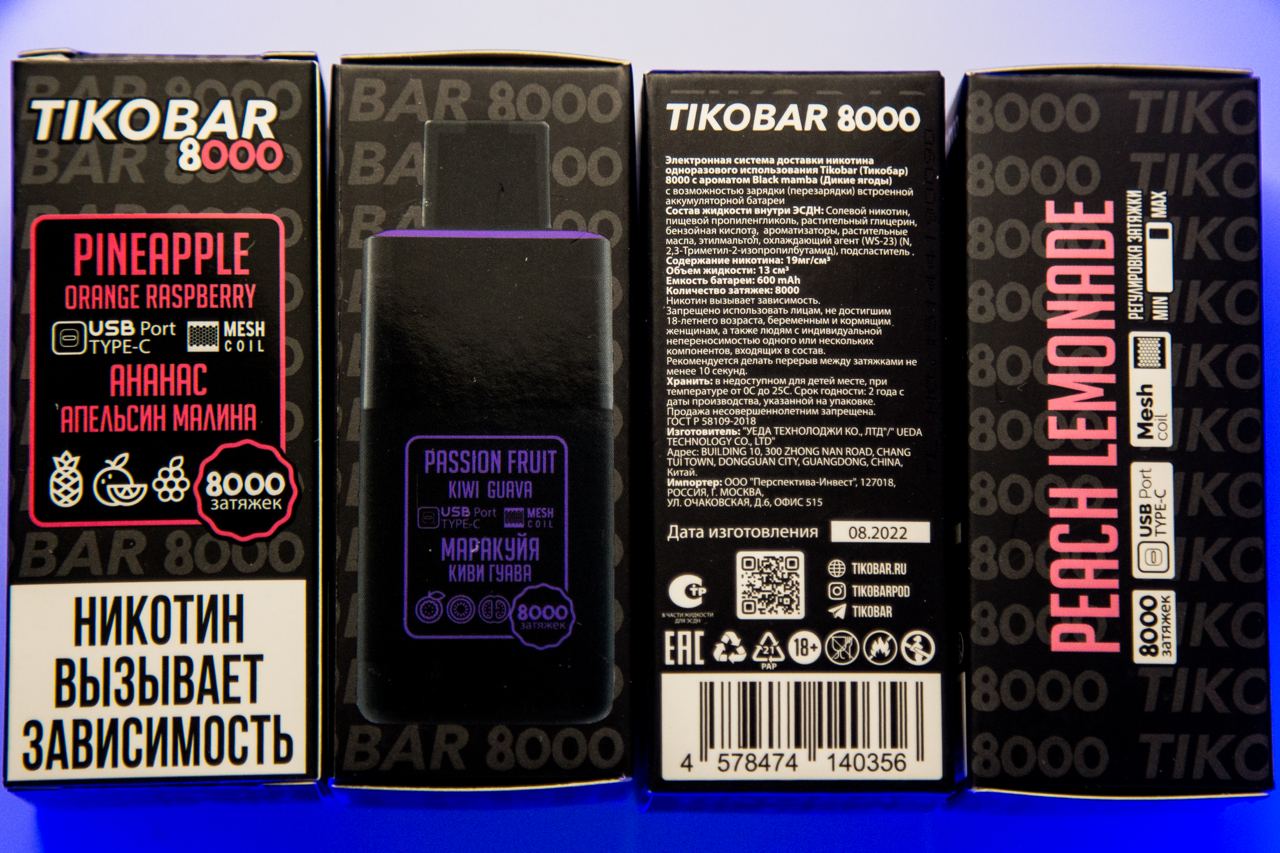 TIKOBAR
8000
PINEAPPLE
ORANGE RASPBERRY
USB Port
TYPE-C
MESH
COIL
АНАНАС
АПЕЛЬСИН МАЛИНА
8000
затяжек
BAR 8000
НИКОТИН
ВЫЗЫВАЕТ
ЗАВИСИМОСТЬ
BAR 8000
PASSION FRUIT
KIWI GUAVA
USB Port
TYPE-C
MESH
COIL
МАРАКУЙЯ
КИВИ ГУАВА
8000
затяжек
BAR 8000
TIKOBAR 8000
Электронная система доставки никотина
одноразового использования Tikobar (Тикобар)
8000 с ароматом Black mamba (Дикие ягоды)
с возможностью зарядки (перезарядки) встроенной
аккумуляторной батареи
Состав жидкости внутри ЭСДН: Солевой никотин,
пищевой пропиленгликоль, растительный глицерин,
бензойная кислота, ароматизаторы, растительные
масла, этилмальтол, охлаждающий агент (WS-23) (N,
2,3-Триметил-2-изопропилбутамид), подсластитель .
Содержание никотина: 19мг/см³
Объем жидкости: 13 см³
Емкость батареи: 600 mAh
Количество затяжек: 8000
Никотин вызывает зависимость.
Запрещено использовать лицам, не достигшим
18-летнего возраста, беременным и кормящим
женщинам, а также людям с индивидуальной
непереносимостью одного или нескольких
компонентов, входящих в состав.
Рекомендуется делать перерыв между затяжками не
менее 10 секунд.
Хранить: в недоступном для детей месте, при
температуре от 0С до 25С. Срок годности: 2 года с
даты производства, указанной на упаковке.
Продажа несовершеннолетним запрещена.
ГОСТ Р 58109-2018
Изготовитель: "УЕДА ТЕХНОЛОДЖИ КО., ЛТД"/" UEDA
TECHNOLOGY CO., LTD"
Адрес: BUILDING 10, 300 ZHONG NAN ROAD, CHANG
TUI TOWN, DONGGUAN CITY, GUANGDONG, CHINA,
Китай.
Импортер: ООО "Перспектива-Инвест", 127018,
РОССИЯ, Г. МОСКВА,
УЛ. ОЧАКОВСКАЯ, Д.6, ОФИС 515
Дата изготовления 08.2022
TIKOBAR.RU
TIKOBARPOD
TIKOBAR
В ЧАСТИ ЖИДКОСТИ
ДЛЯ ЭСДН
EAC
21
PAP
18+
4 578474 140356
PEACH LEMONADE
8000
затяжек
USB Port
TYPE-C
Mesh
coil
РЕГУЛИРОВКА ЗАТЯЖКИ
MIN
MAX
8000 TIKO